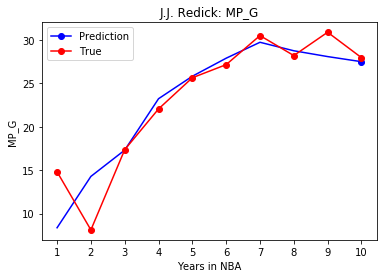 J.J. Redick: MP_G
Prediction
True
MP_G
30
25
20
15
10
1 2 3 4 5 6 7 8 9 10
Years in NBA